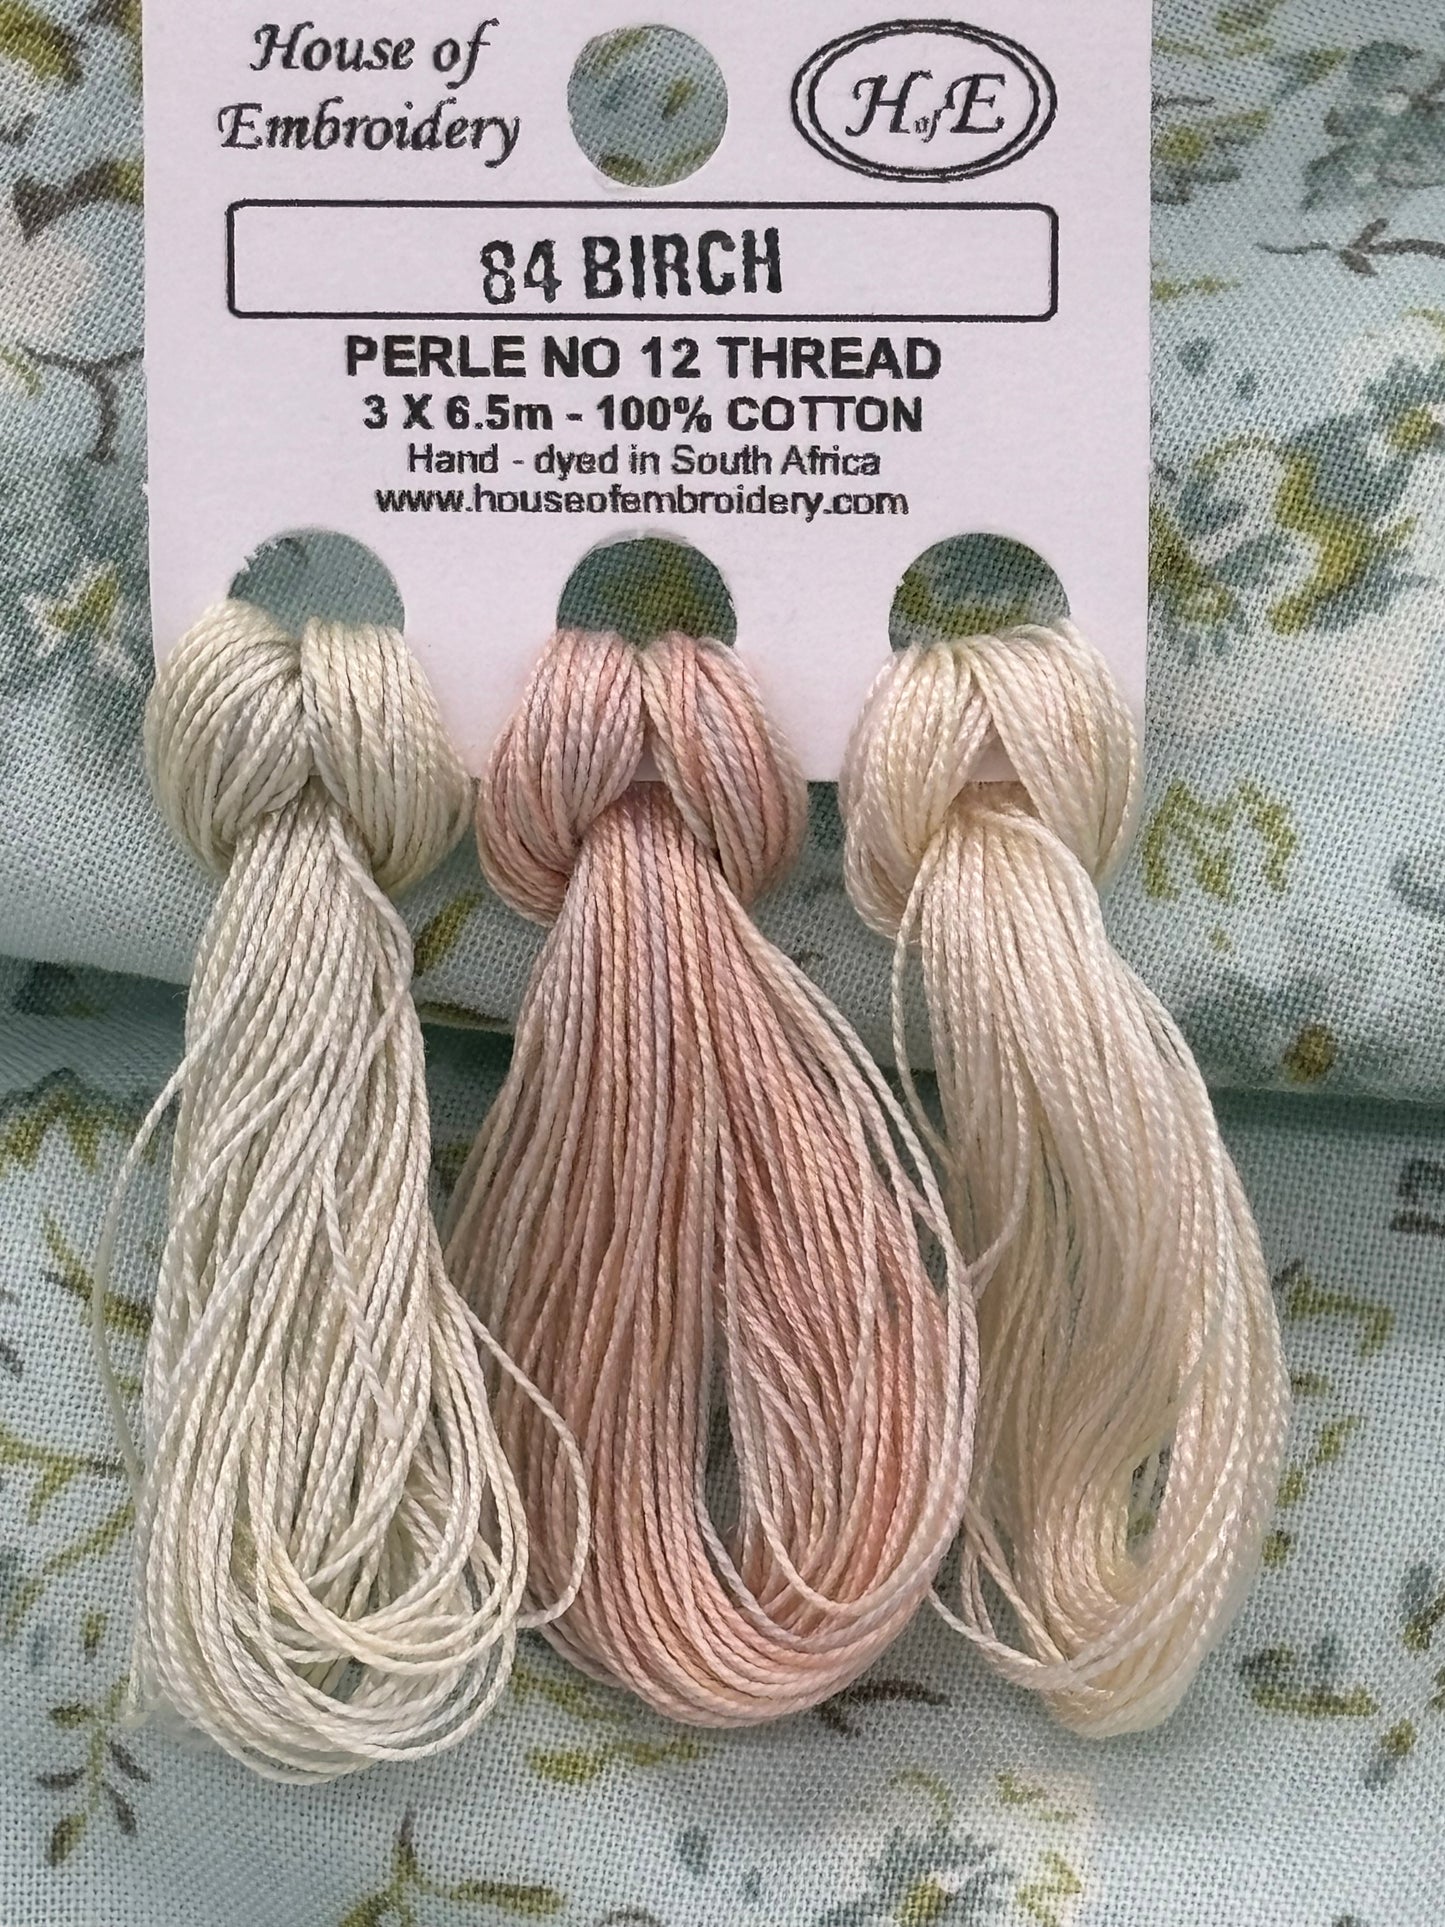 House of
Embroidery
HofE
84 BIRCH
PERLE NO 12 THREAD
3 X 6.5m - 100% COTTON
Hand - dyed in South Africa
www.houseofembroidery.com